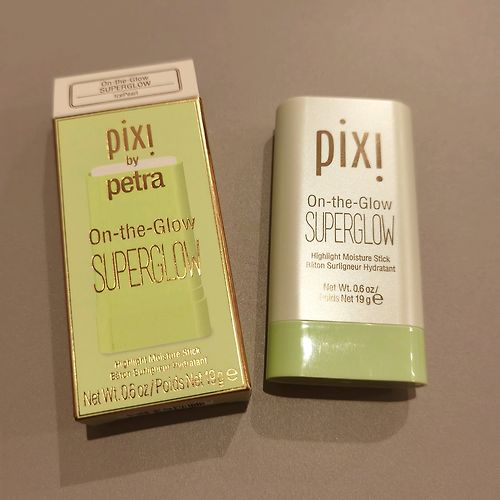 On-the-Glow
SUPERGLOW
IcePearl
pixi
by
petra
On-the-Glow
SUPERGLOW
Highlight Moisture Stick
Bâton Surligneur Hydratant
Net Wt. 0.6 oz/Poids Net 19 g ℮
pixi
On-the-Glow
SUPERGLOW
Highlight Moisture Stick
Bâton Surligneur Hydratant
Net Wt. 0.6 oz/
Poids Net 19 g ℮